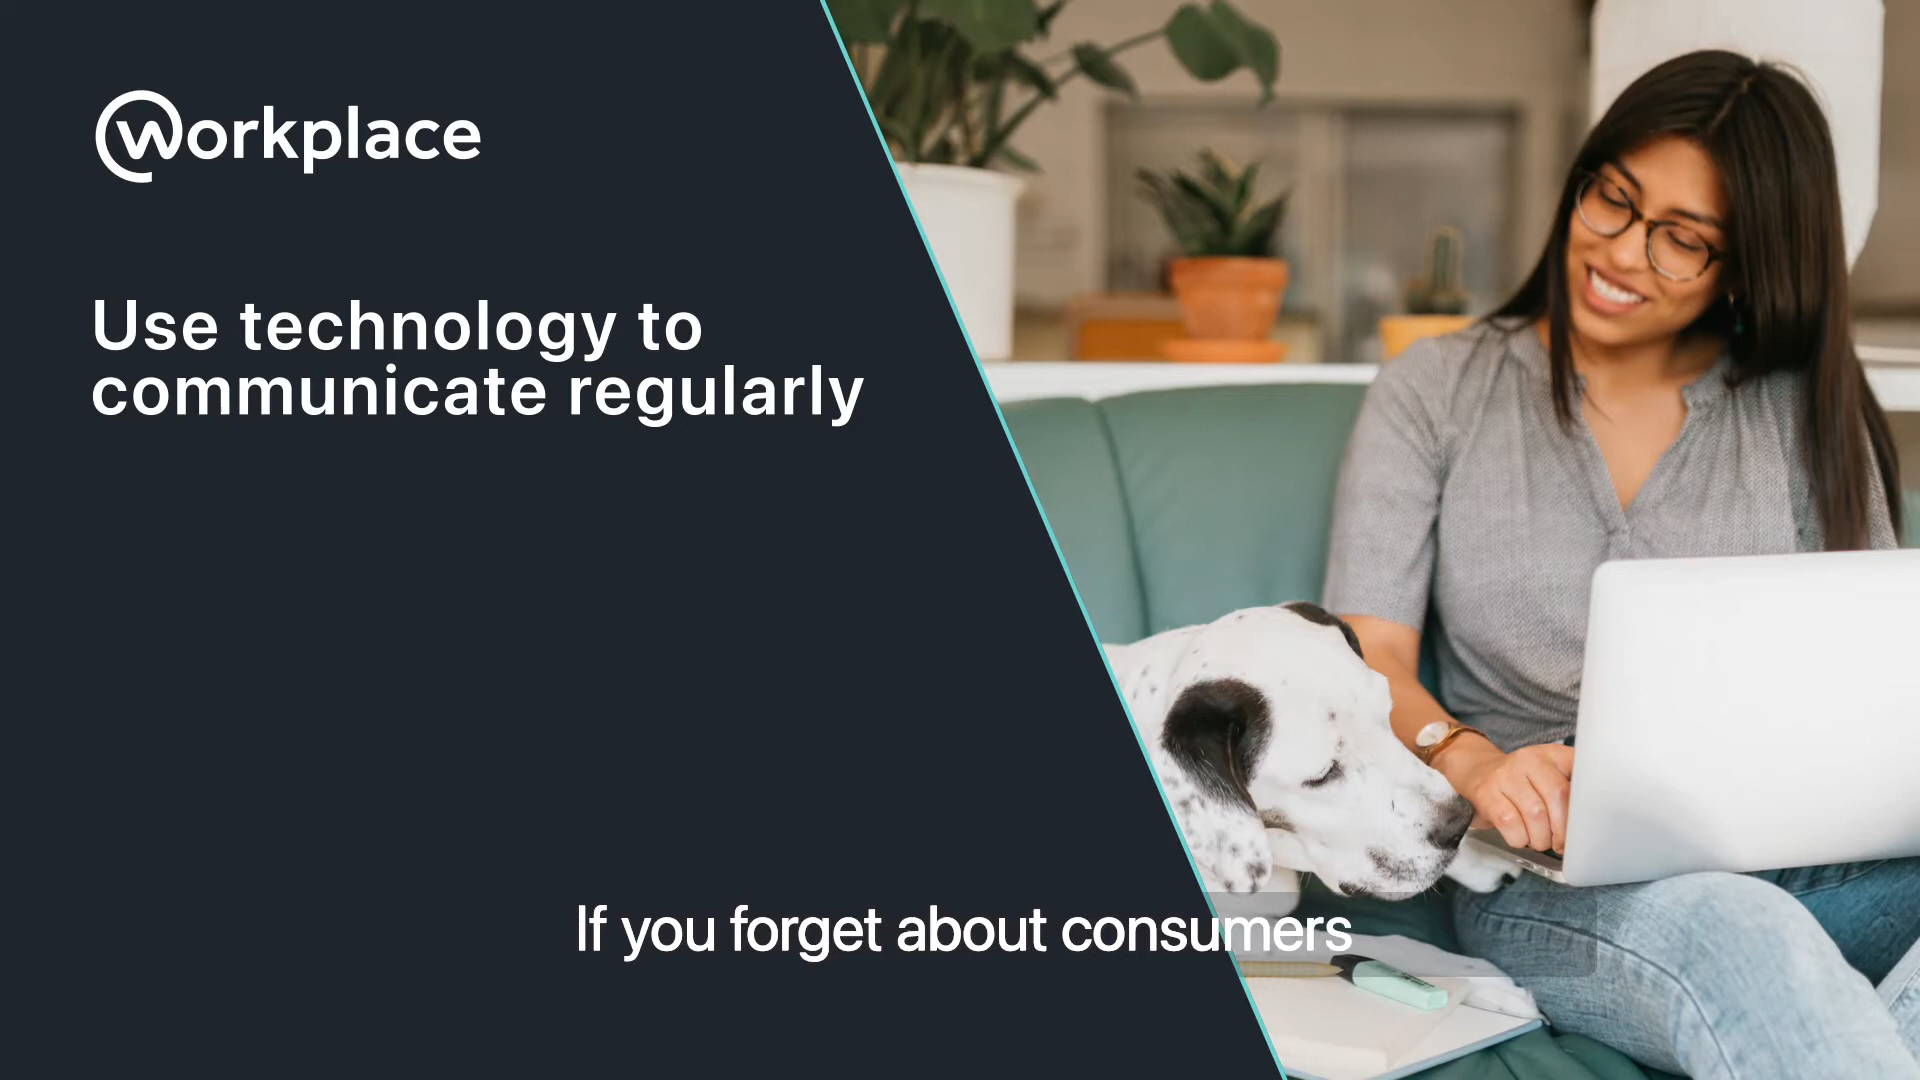 Workplace
Use technology to
communicate regularly
If you forget about consumers